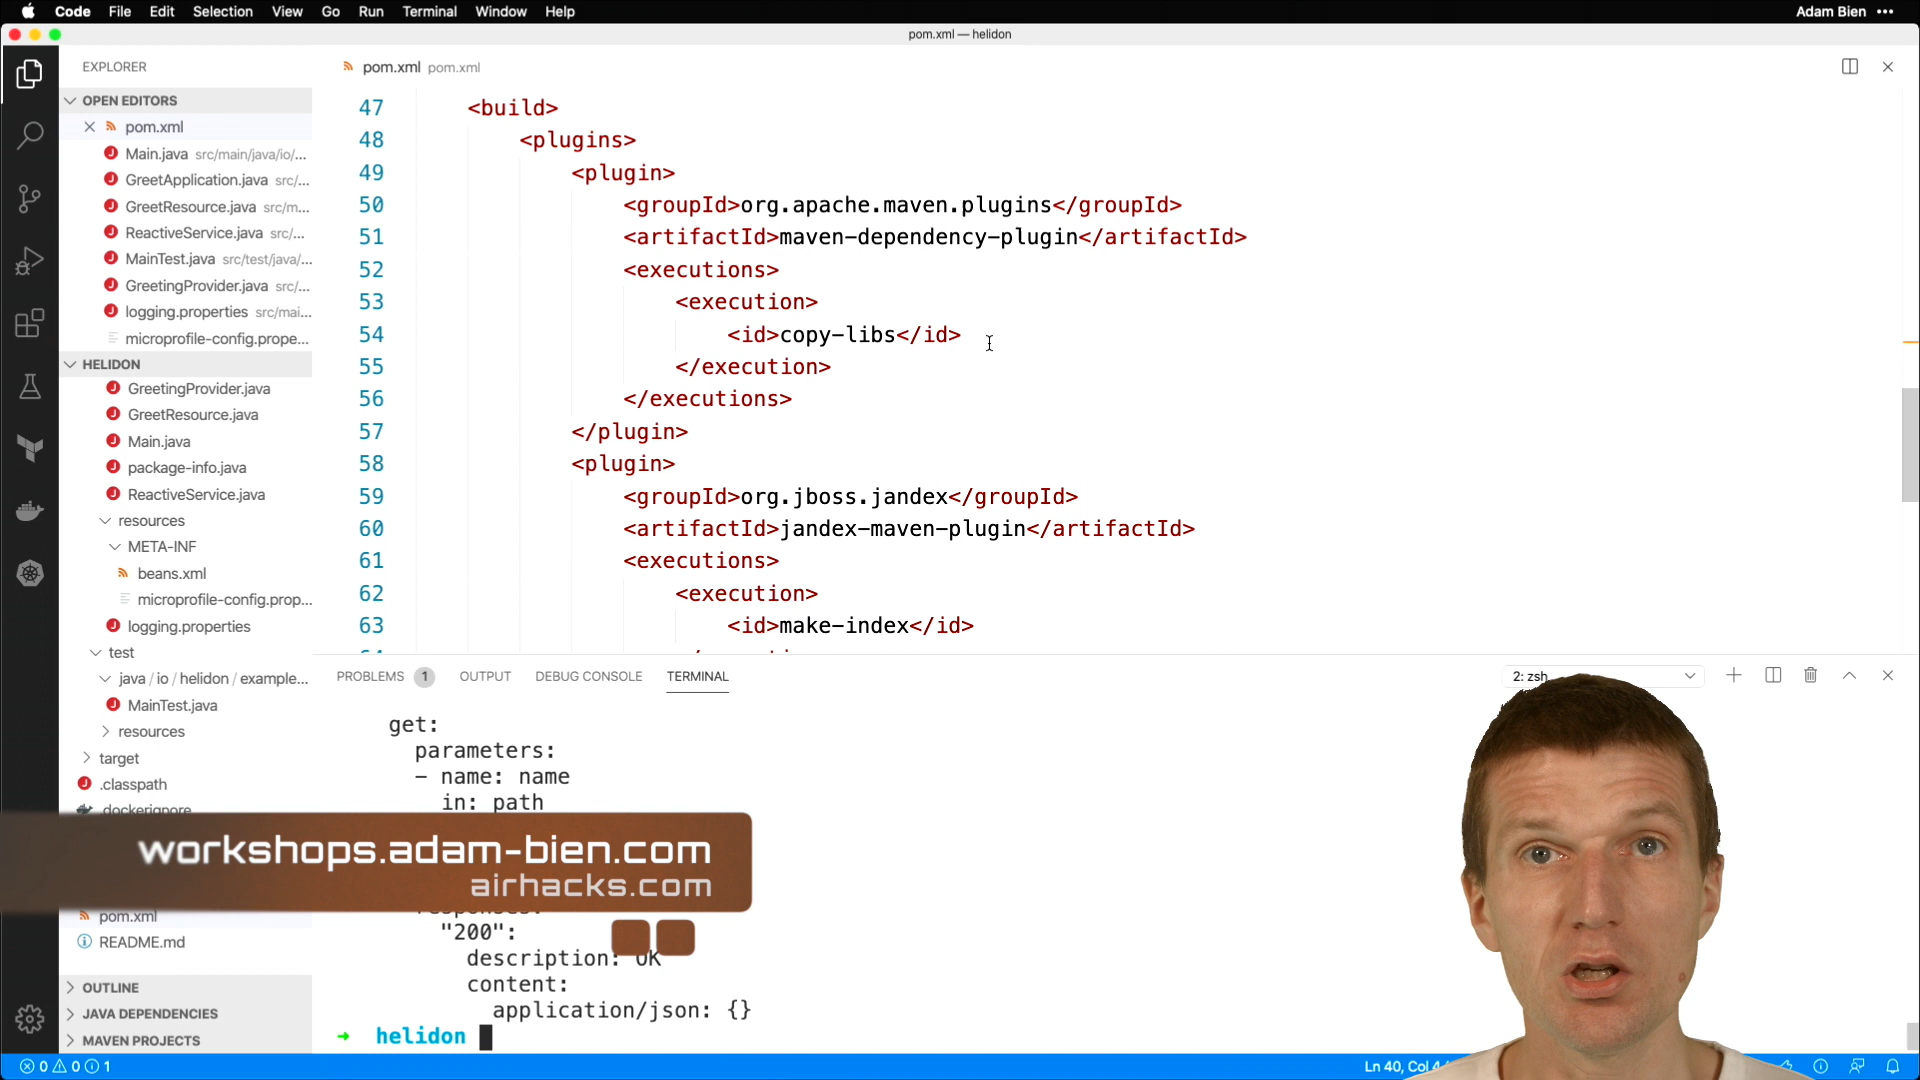 Code File Edit Selection View Go Run Terminal Window Help Adam Bien •••
pom.xml — helidon
EXPLORER
OPEN EDITORS
pom.xml
Main.java src/main/java/io/...
GreetApplication.java src/...
GreetResource.java src/m...
ReactiveService.java src/...
MainTest.java src/test/java/...
GreetingProvider.java src/...
logging.properties src/mai...
microprofile-config.prope...
HELIDON
GreetingProvider.java
GreetResource.java
Main.java
package-info.java
ReactiveService.java
resources
META-INF
beans.xml
microprofile-config.prop...
logging.properties
test
java / io / helidon / example...
MainTest.java
resources
target
.classpath
.dockerignore
pom.xml
README.md
OUTLINE
JAVA DEPENDENCIES
MAVEN PROJECTS
pom.xml pom.xml
47 <build>
48 <plugins>
49 <plugin>
50 <groupId>org.apache.maven.plugins</groupId>
51 <artifactId>maven-dependency-plugin</artifactId>
52 <executions>
53 <execution>
54 <id>copy-libs</id>
55 </execution>
56 </executions>
57 </plugin>
58 <plugin>
59 <groupId>org.jboss.jandex</groupId>
60 <artifactId>jandex-maven-plugin</artifactId>
61 <executions>
62 <execution>
63 <id>make-index</id>
PROBLEMS 1 OUTPUT DEBUG CONSOLE TERMINAL 2: zsh
get:
parameters:
- name: name
in: path
workshops.adam-bien.com
airhacks.com
"200":
description: OK
content:
application/json: {}
➜ helidon
0 0 1 Ln 40, Col